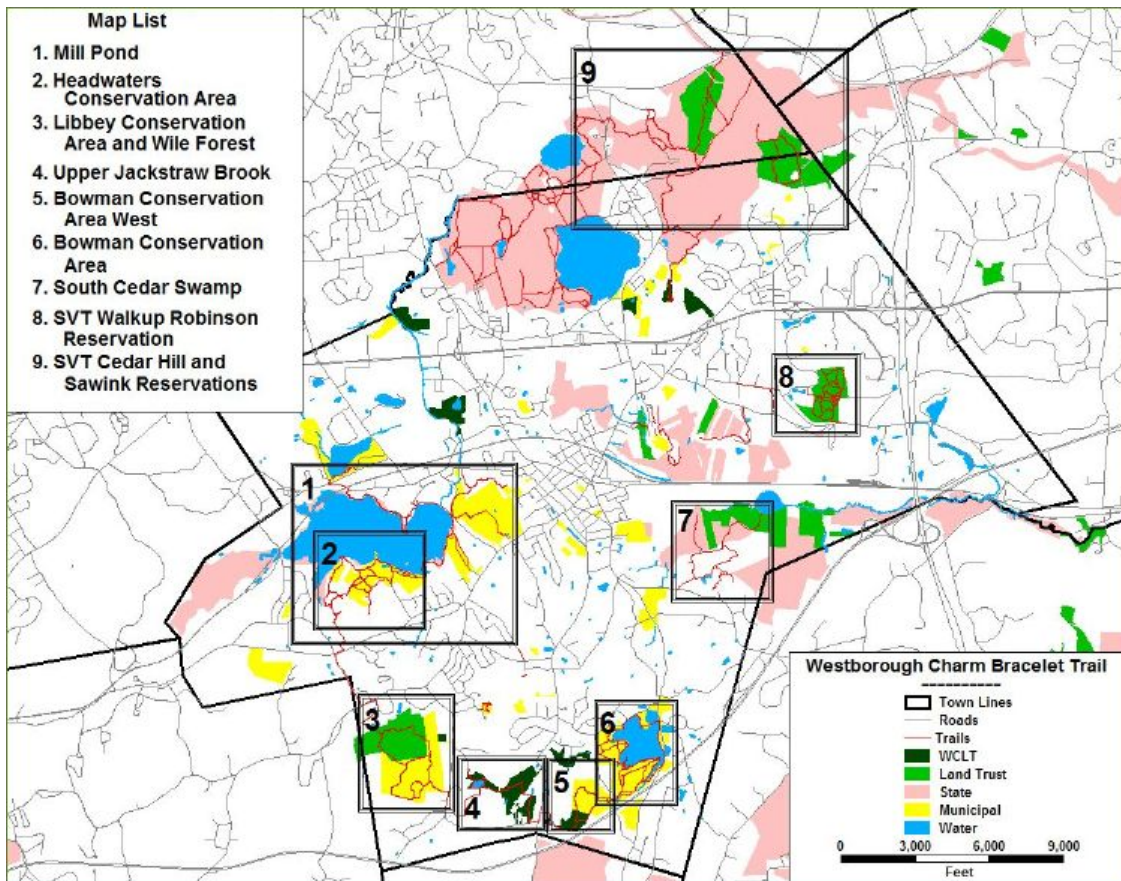 Map List
1. Mill Pond
2. Headwaters
Conservation Area
3. Libbey Conservation
Area and Wile Forest
4. Upper Jackstraw Brook
5. Bowman Conservation
Area West
6. Bowman Conservation
Area
7. South Cedar Swamp
8. SVT Walkup Robinson
Reservation
9. SVT Cedar Hill and
Sawink Reservations
9
8
1
7
2
3
6
5
4
Westborough Charm Bracelet Trail
----------
Town Lines
Roads
Trails
WCLT
Land Trust
State
Municipal
Water
0 3,000 6,000 9,000
Feet